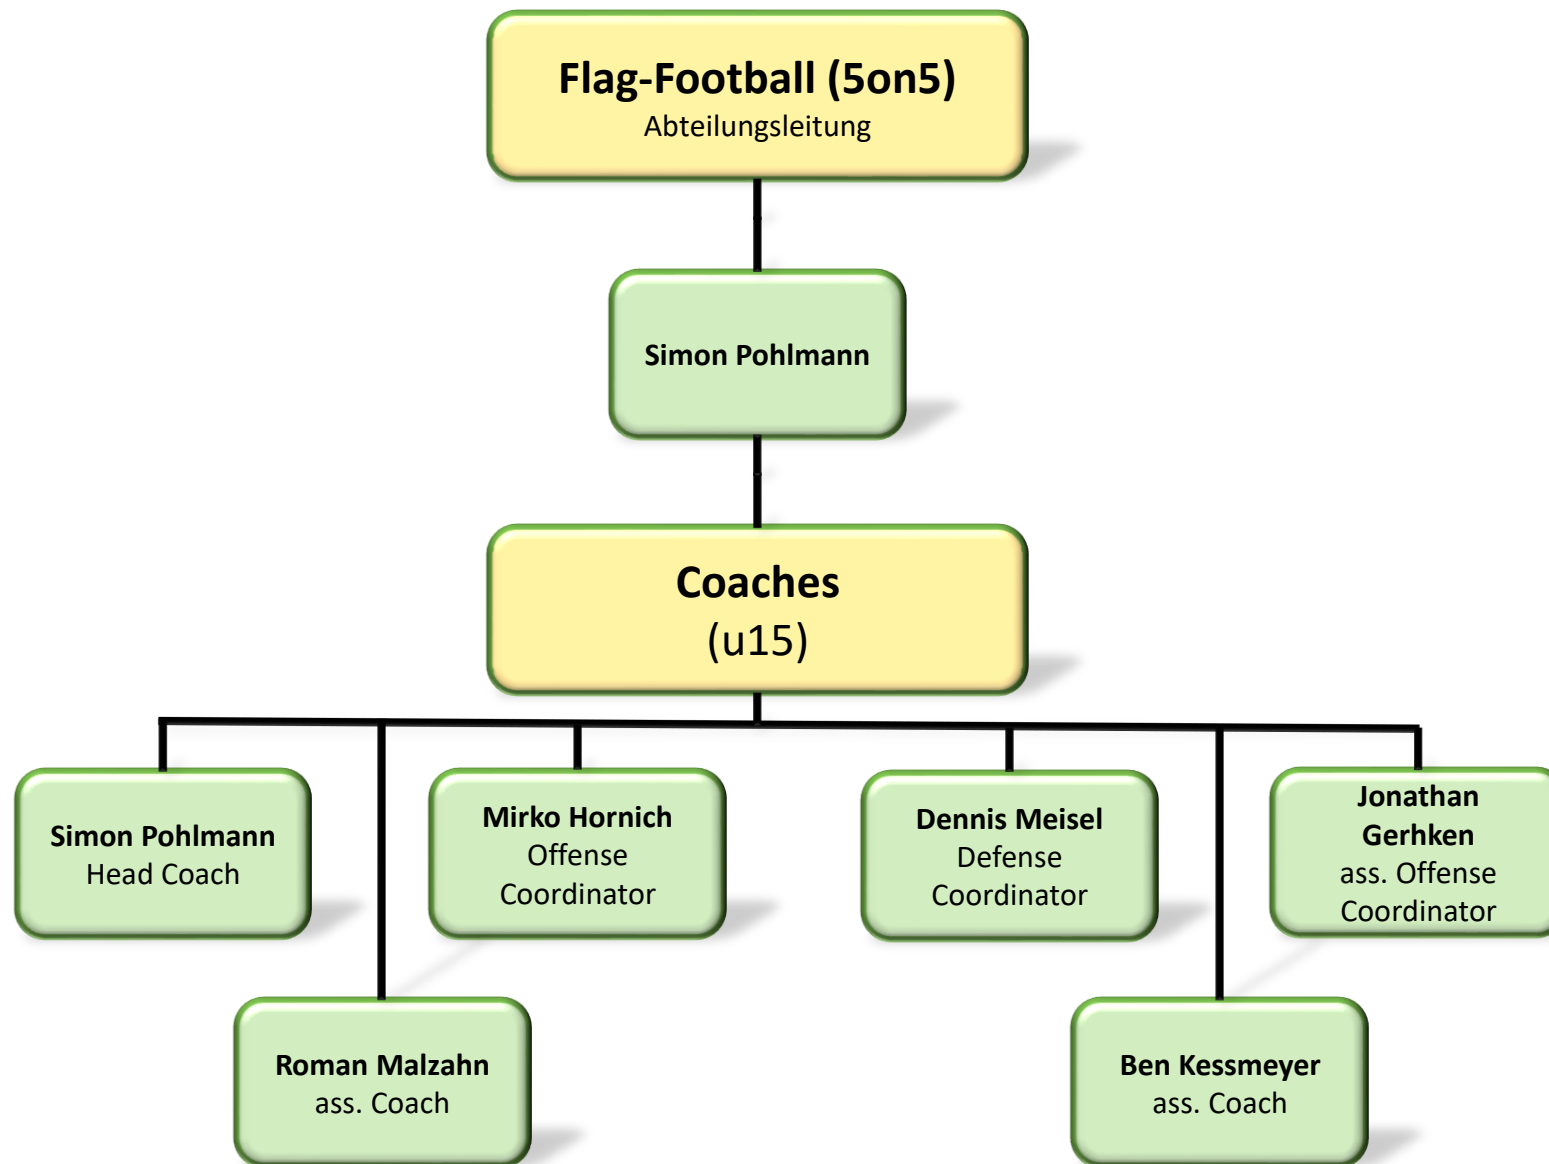 Flag-Football (5on5)
Abteilungsleitung
Simon Pohlmann
Coaches
(u15)
Simon Pohlmann
Head Coach
Mirko Hornich
Offense
Coordinator
Dennis Meisel
Defense
Coordinator
Jonathan
Gerhken
ass. Offense
Coordinator
Roman Malzahn
ass. Coach
Ben Kessmeyer
ass. Coach